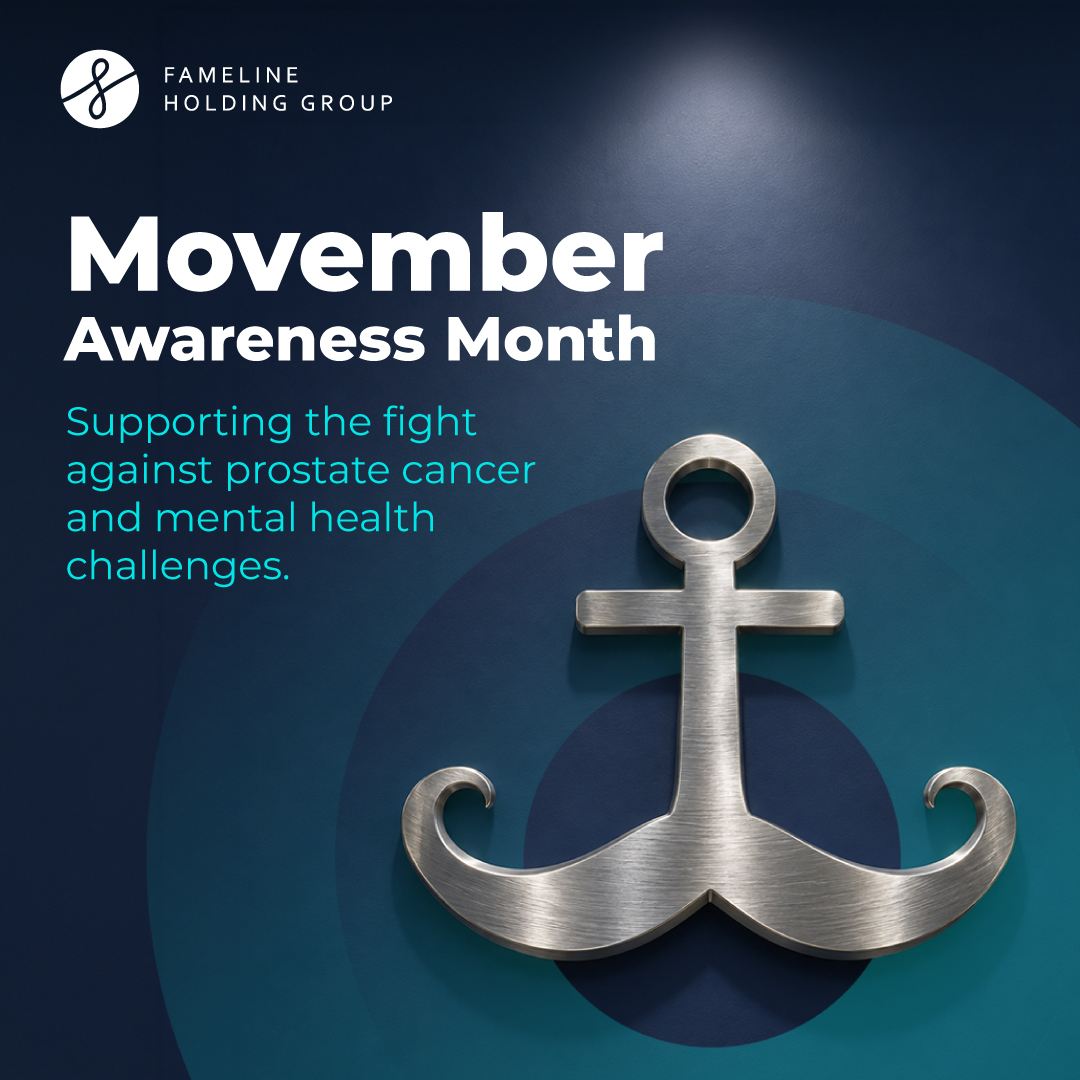 FAMELINE
HOLDING GROUP
Movember
Awareness Month
Supporting the fight
against prostate cancer
and mental health
challenges.